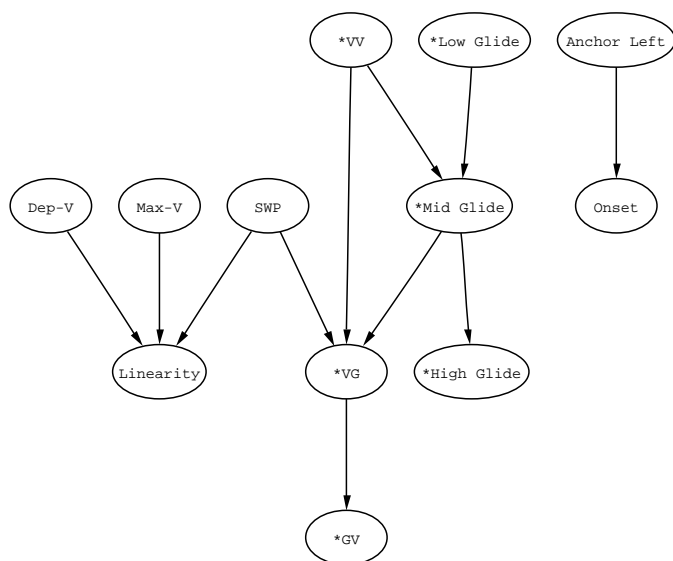 *VV
*Low Glide
Anchor Left
Dep-V
Max-V
SWP
*Mid Glide
Onset
Linearity
*VG
*High Glide
*GV